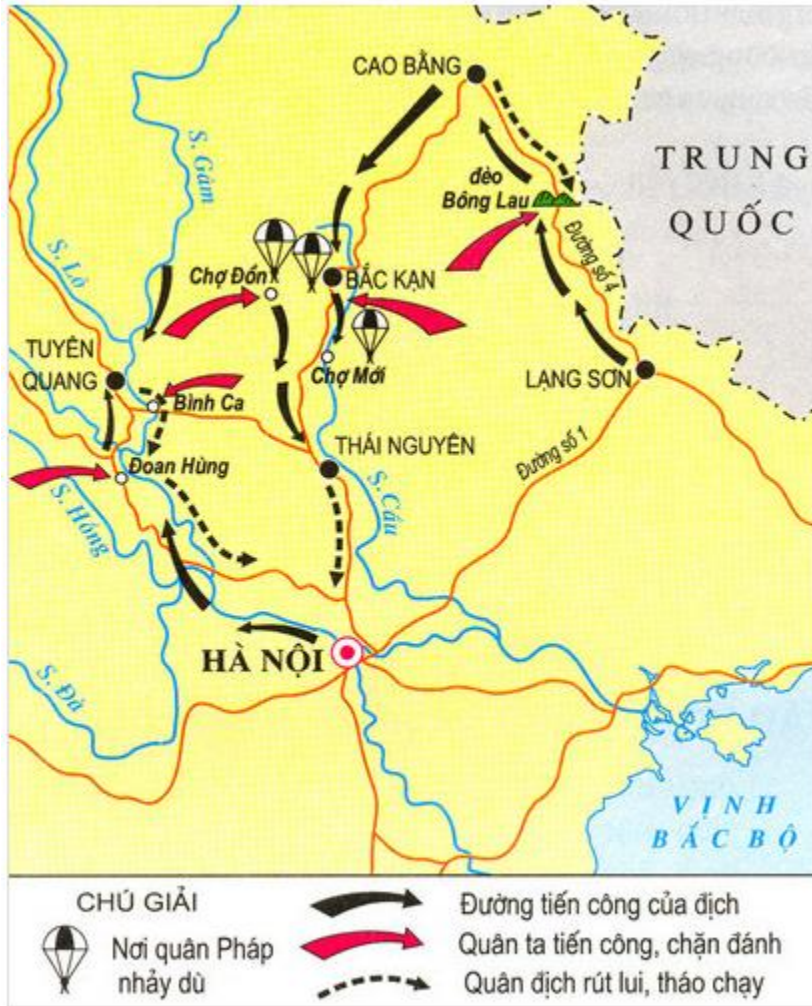 CAO BẰNG
S. Gâm
TRUNG
QUỐC
đèo
Bông Lau
S. Lô
Chợ Đồn
BẮC KẠN
Đường số 4
TUYÊN
QUANG
Bình Ca
Chợ Mới
LẠNG SƠN
Đoan Hùng
THÁI NGUYÊN
Đường số 1
S. Hồng
S. Cầu
HÀ NỘI
S. Đà
VỊNH
BẮC BỘ
CHÚ GIẢI
Nơi quân Pháp
nhảy dù
Đường tiến công của địch
Quân ta tiến công, chặn đánh
Quân địch rút lui, tháo chạy